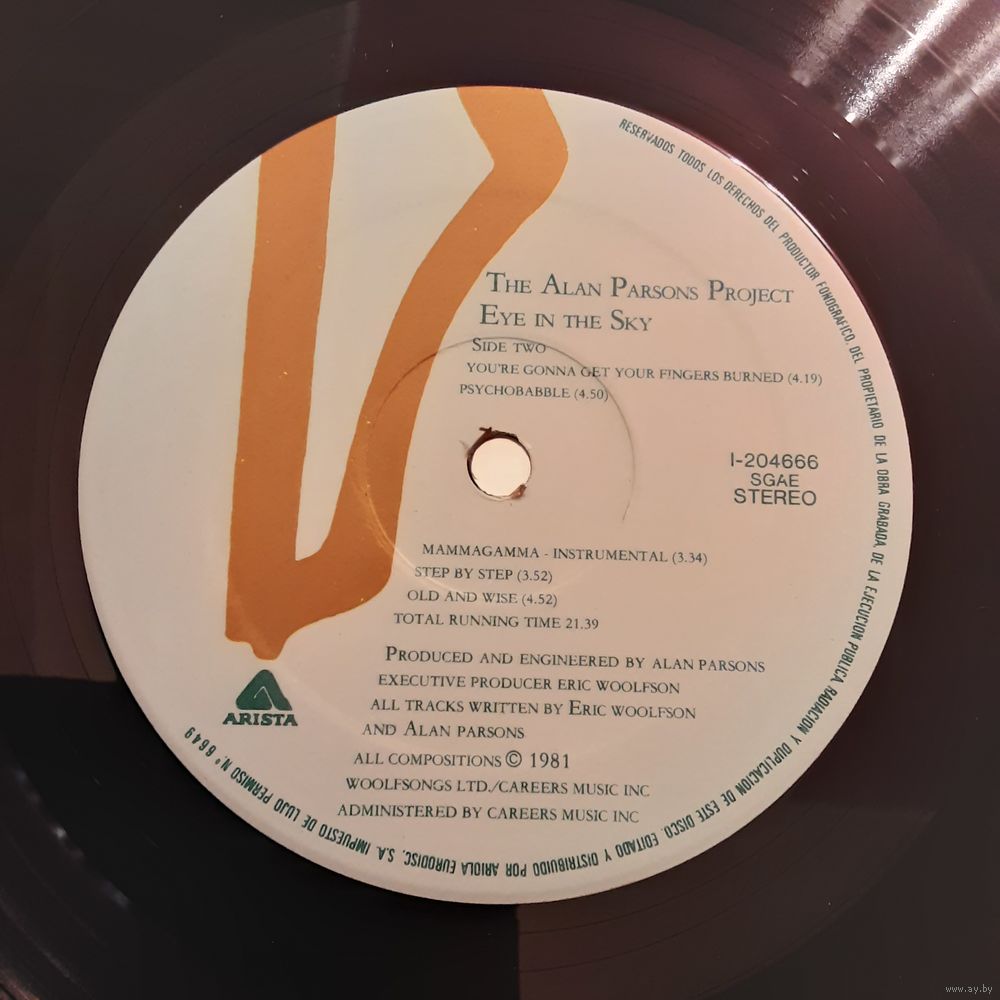 The Alan Parsons Project
Eye in the Sky
Side two
YOU'RE GONNA GET YOUR FINGERS BURNED (4.19)
PSYCHOBABBLE (4.50)
I-204666
SGAE
STEREO
MAMMAGAMMA - INSTRUMENTAL (3.34)
STEP BY STEP (3.52)
OLD AND WISE (4.52)
TOTAL RUNNING TIME 21.39
Produced and engineered by alan parsons
executive producer eric woolfson
all tracks written by Eric woolfson
and Alan parsons
all compositions © 1981
woolfsongs ltd./careers music inc
administered by careers music inc
ARISTA
RESERVADOS TODOS LOS DERECHOS DEL PRODUCTOR FONOGRAFICO, DEL PROPIETARIO DE LA OBRA GRABADA, DE LA EJECUCION PUBLICA, RADIACION Y DUPLICACION DE ESTE DISCO. EDITADO Y DISTRIBUIDO POR ARIOLA EURODISC, S.A. IMPUESTO DE LUJO PERMISO N° 6649
www.ay.by